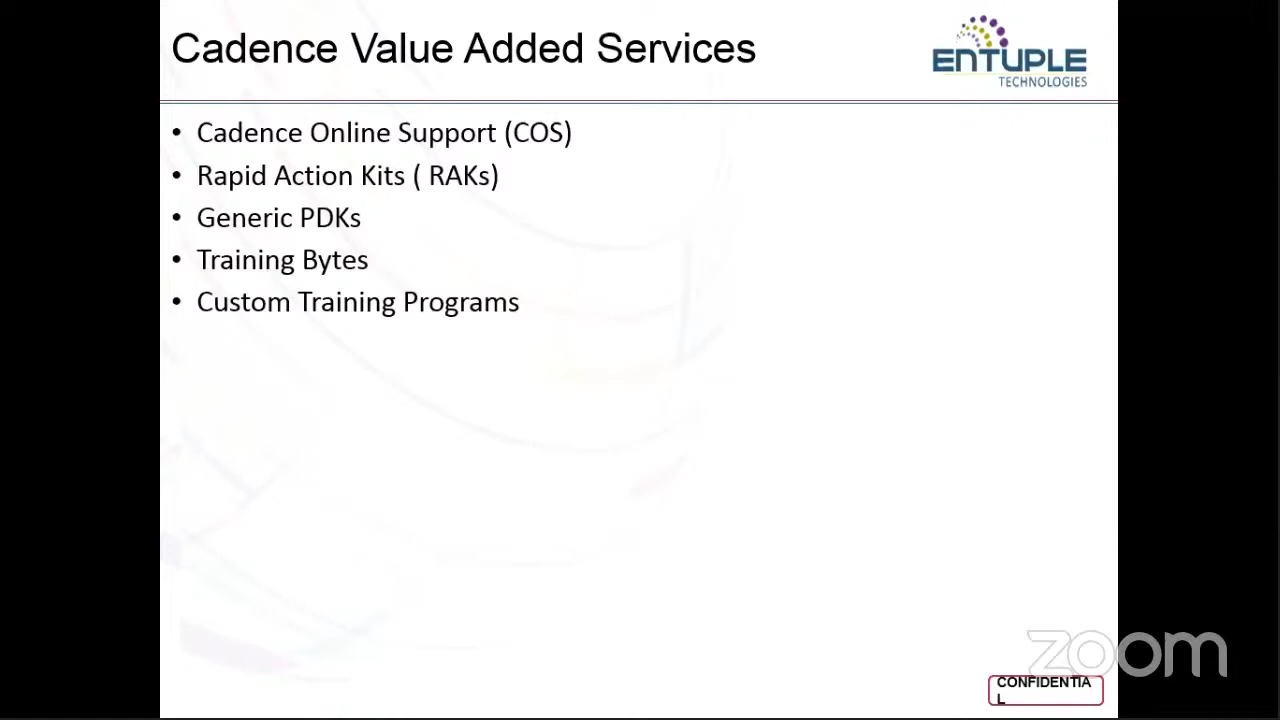 Cadence Value Added Services
ENTUPLE
TECHNOLOGIES
• Cadence Online Support (COS)
• Rapid Action Kits ( RAKs)
• Generic PDKs
• Training Bytes
• Custom Training Programs
zoom
CONFIDENTIA
L